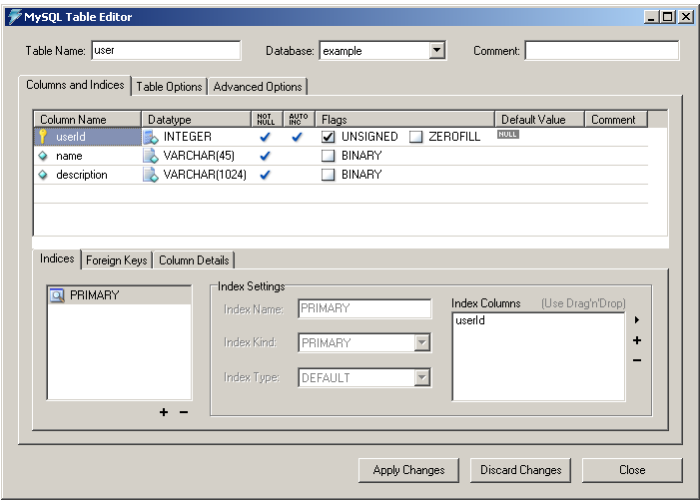 MySQL Table Editor
Table Name: user Database: example Comment:
Columns and Indices Table Options Advanced Options
Column Name Datatype NOT NULL AUTO INC Flags Default Value Comment
userId INTEGER UNSIGNED ZEROFILL NULL
name VARCHAR(45) BINARY
description VARCHAR(1024) BINARY
Indices Foreign Keys Column Details
PRIMARY
Index Settings
Index Name: PRIMARY
Index Kind: PRIMARY
Index Type: DEFAULT
Index Columns (Use Drag'n'Drop)
userId
Apply Changes Discard Changes Close